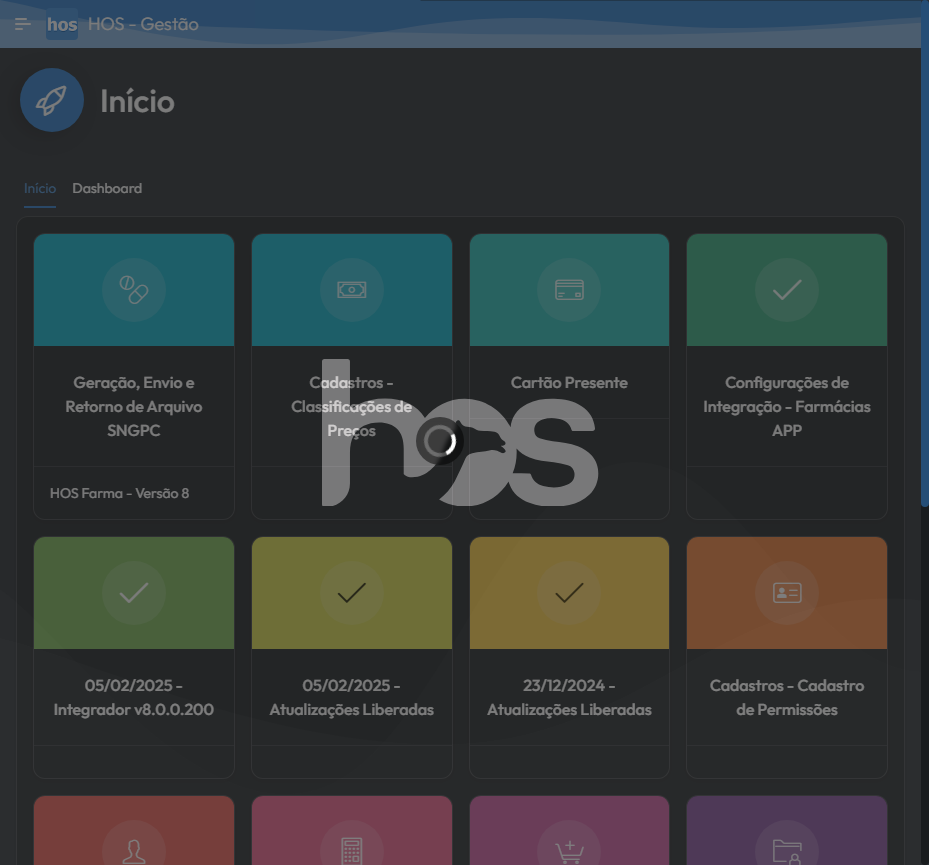 hos HOS - Gestão
Início
Início Dashboard
Geração, Envio e
Retorno de Arquivo
SNGPC
HOS Farma - Versão 8
Cadastros -
Classificações de
Preços
Cartão Presente
Configurações de
Integração - Farmácias
APP
hos
05/02/2025 -
Integrador v8.0.0.200
05/02/2025 -
Atualizações Liberadas
23/12/2024 -
Atualizações Liberadas
Cadastros - Cadastro
de Permissões